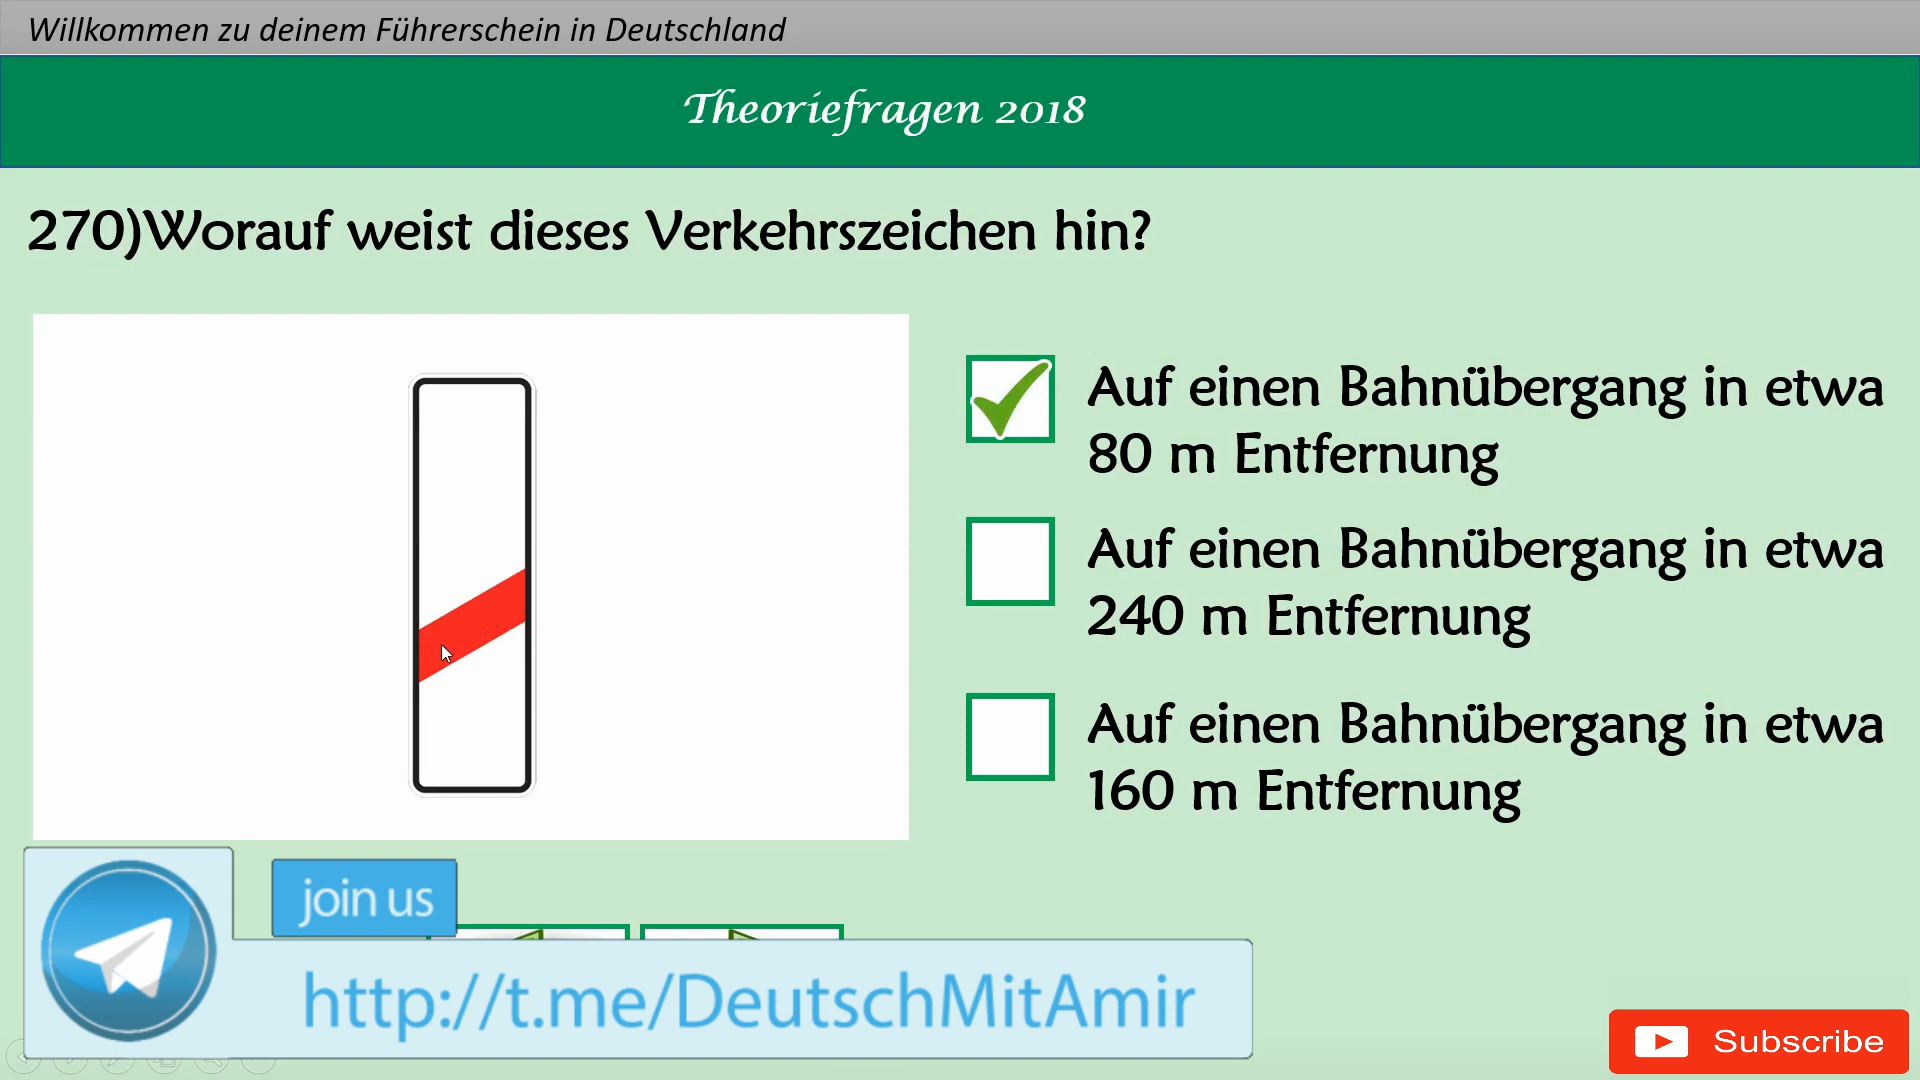 Willkommen zu deinem Führerschein in Deutschland
Theoriefragen 2018
270)Worauf weist dieses Verkehrszeichen hin?
Auf einen Bahnübergang in etwa
80 m Entfernung
Auf einen Bahnübergang in etwa
240 m Entfernung
Auf einen Bahnübergang in etwa
160 m Entfernung
join us
http://t.me/DeutschMitAmir
Subscribe